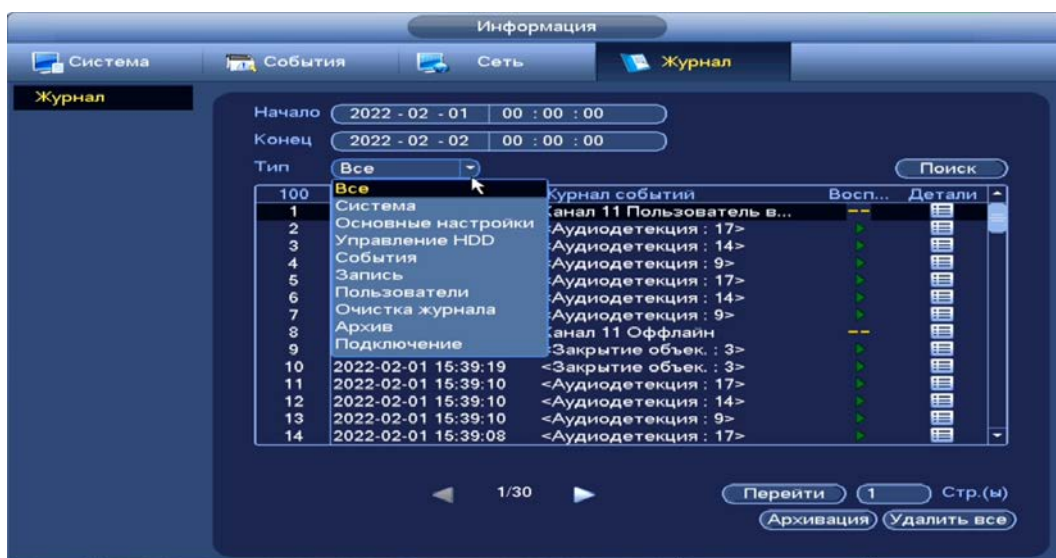 Информация
Система События Сеть Журнал
Журнал
Начало 2022 - 02 - 01 00 : 00 : 00
Конец 2022 - 02 - 02 00 : 00 : 00
Тип Все Поиск
100 Все Журнал событий Восп... Детали
1 Система Канал 11 Пользователь в... --
2 Основные настройки <Аудиодетекция : 17>
3 Управление HDD <Аудиодетекция : 14>
4 События <Аудиодетекция : 9>
5 Запись <Аудиодетекция : 17>
6 Пользователи <Аудиодетекция : 14>
7 Очистка журнала <Аудиодетекция : 9>
8 Архив Канал 11 Оффлайн --
9 Подключение <Закрытие объек. : 3>
10 2022-02-01 15:39:19 <Закрытие объек. : 3>
11 2022-02-01 15:39:10 <Аудиодетекция : 17>
12 2022-02-01 15:39:10 <Аудиодетекция : 14>
13 2022-02-01 15:39:10 <Аудиодетекция : 9>
14 2022-02-01 15:39:08 <Аудиодетекция : 17>
1/30 Перейти 1 Стр.(ы)
Архивация Удалить все